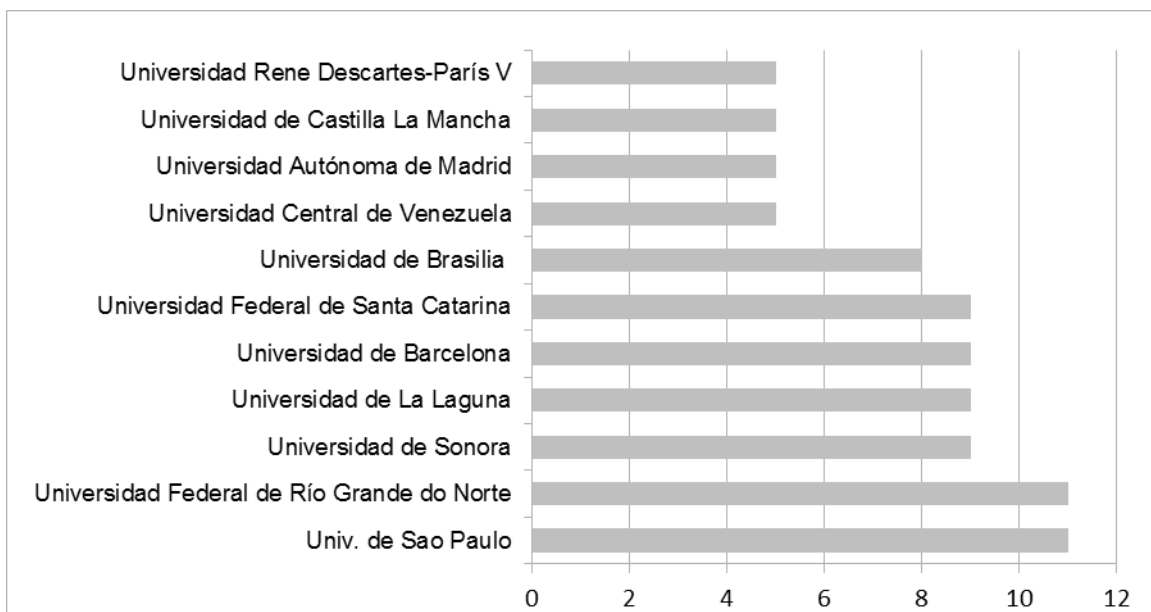 Universidad Rene Descartes-París V
Universidad de Castilla La Mancha
Universidad Autónoma de Madrid
Universidad Central de Venezuela
Universidad de Brasilia
Universidad Federal de Santa Catarina
Universidad de Barcelona
Universidad de La Laguna
Universidad de Sonora
Universidad Federal de Río Grande do Norte
Univ. de Sao Paulo
0 2 4 6 8 10 12